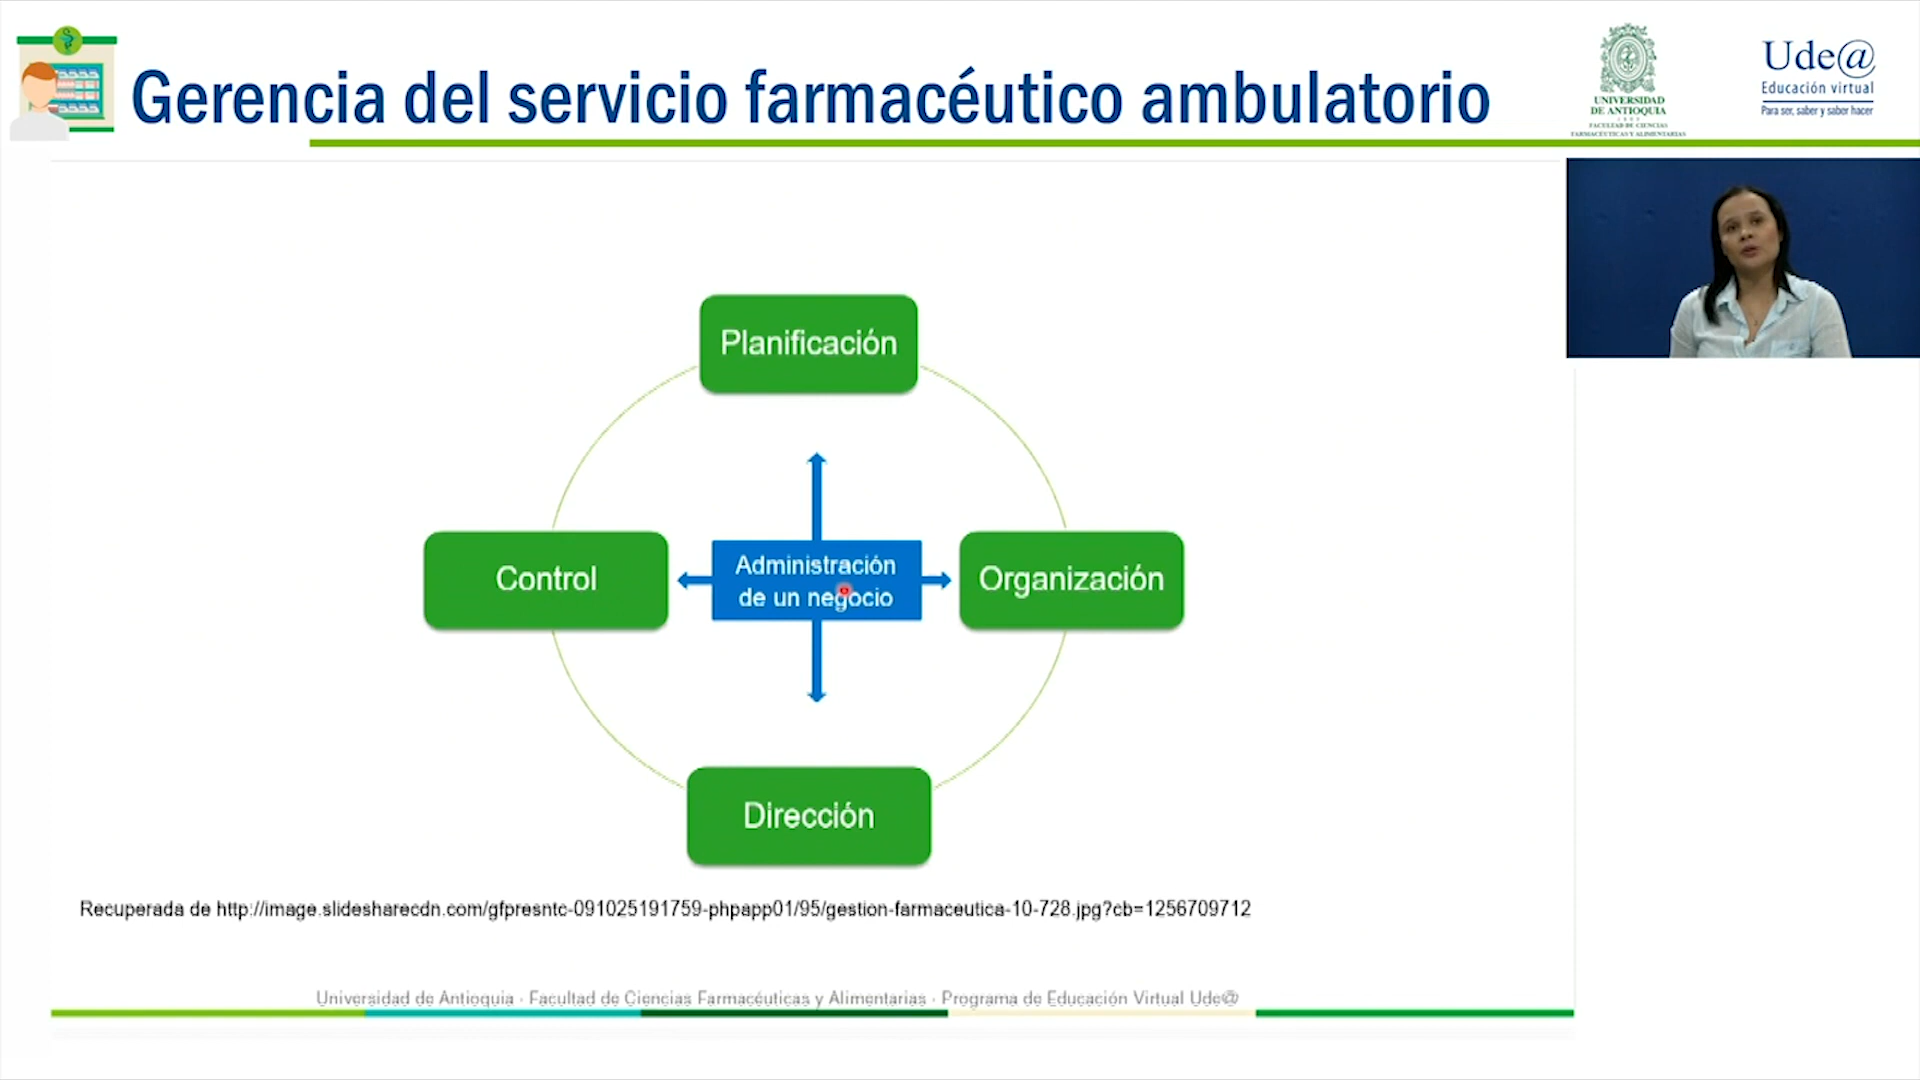 Gerencia del servicio farmacéutico ambulatorio
UNIVERSIDAD
DE ANTIOQUIA
1803
FACULTAD DE CIENCIAS
FARMACÉUTICAS Y ALIMENTARIAS
Ude@
Educación virtual
Para ser, saber y saber hacer
Planificación
Control
Administración
de un negocio
Organización
Dirección
Recuperada de http://image.slidesharecdn.com/gfpresntc-091025191759-phpapp01/95/gestion-farmaceutica-10-728.jpg?cb=1256709712
Universidad de Antioquia · Facultad de Ciencias Farmacéuticas y Alimentarias · Programa de Educación Virtual Ude@